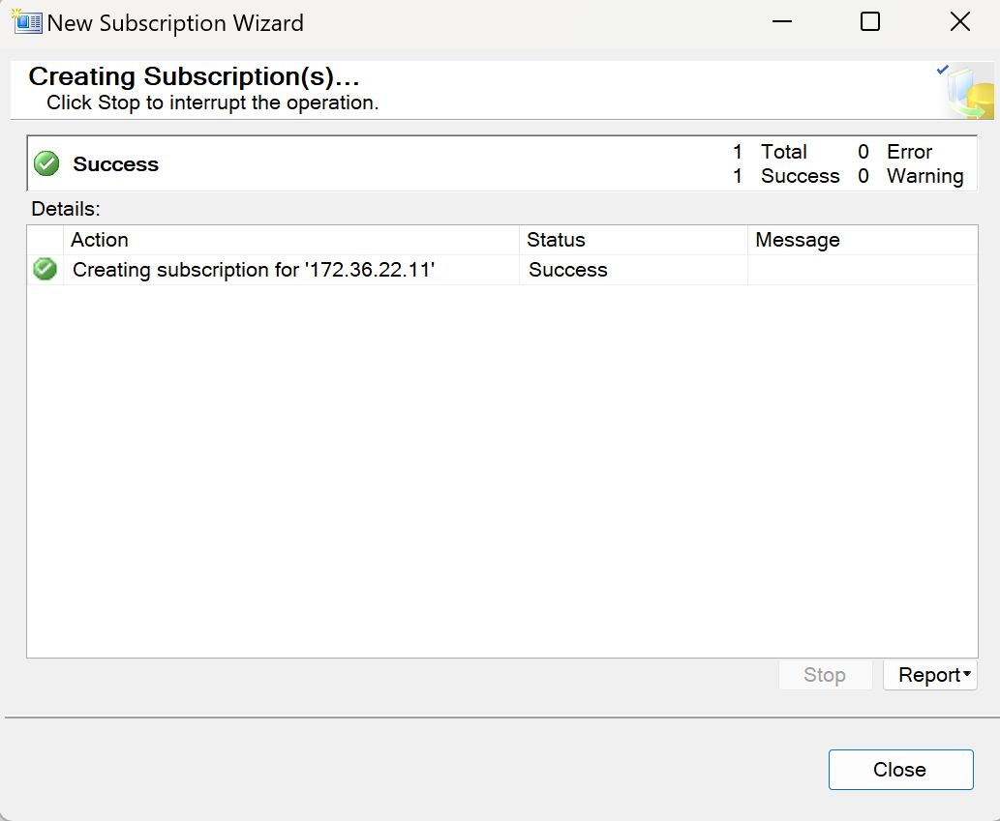 New Subscription Wizard
Creating Subscription(s)...
Click Stop to interrupt the operation.
Success
1 Total 0 Error
1 Success 0 Warning
Details:
Action Status Message
Creating subscription for '172.36.22.11' Success
Stop Report
Close